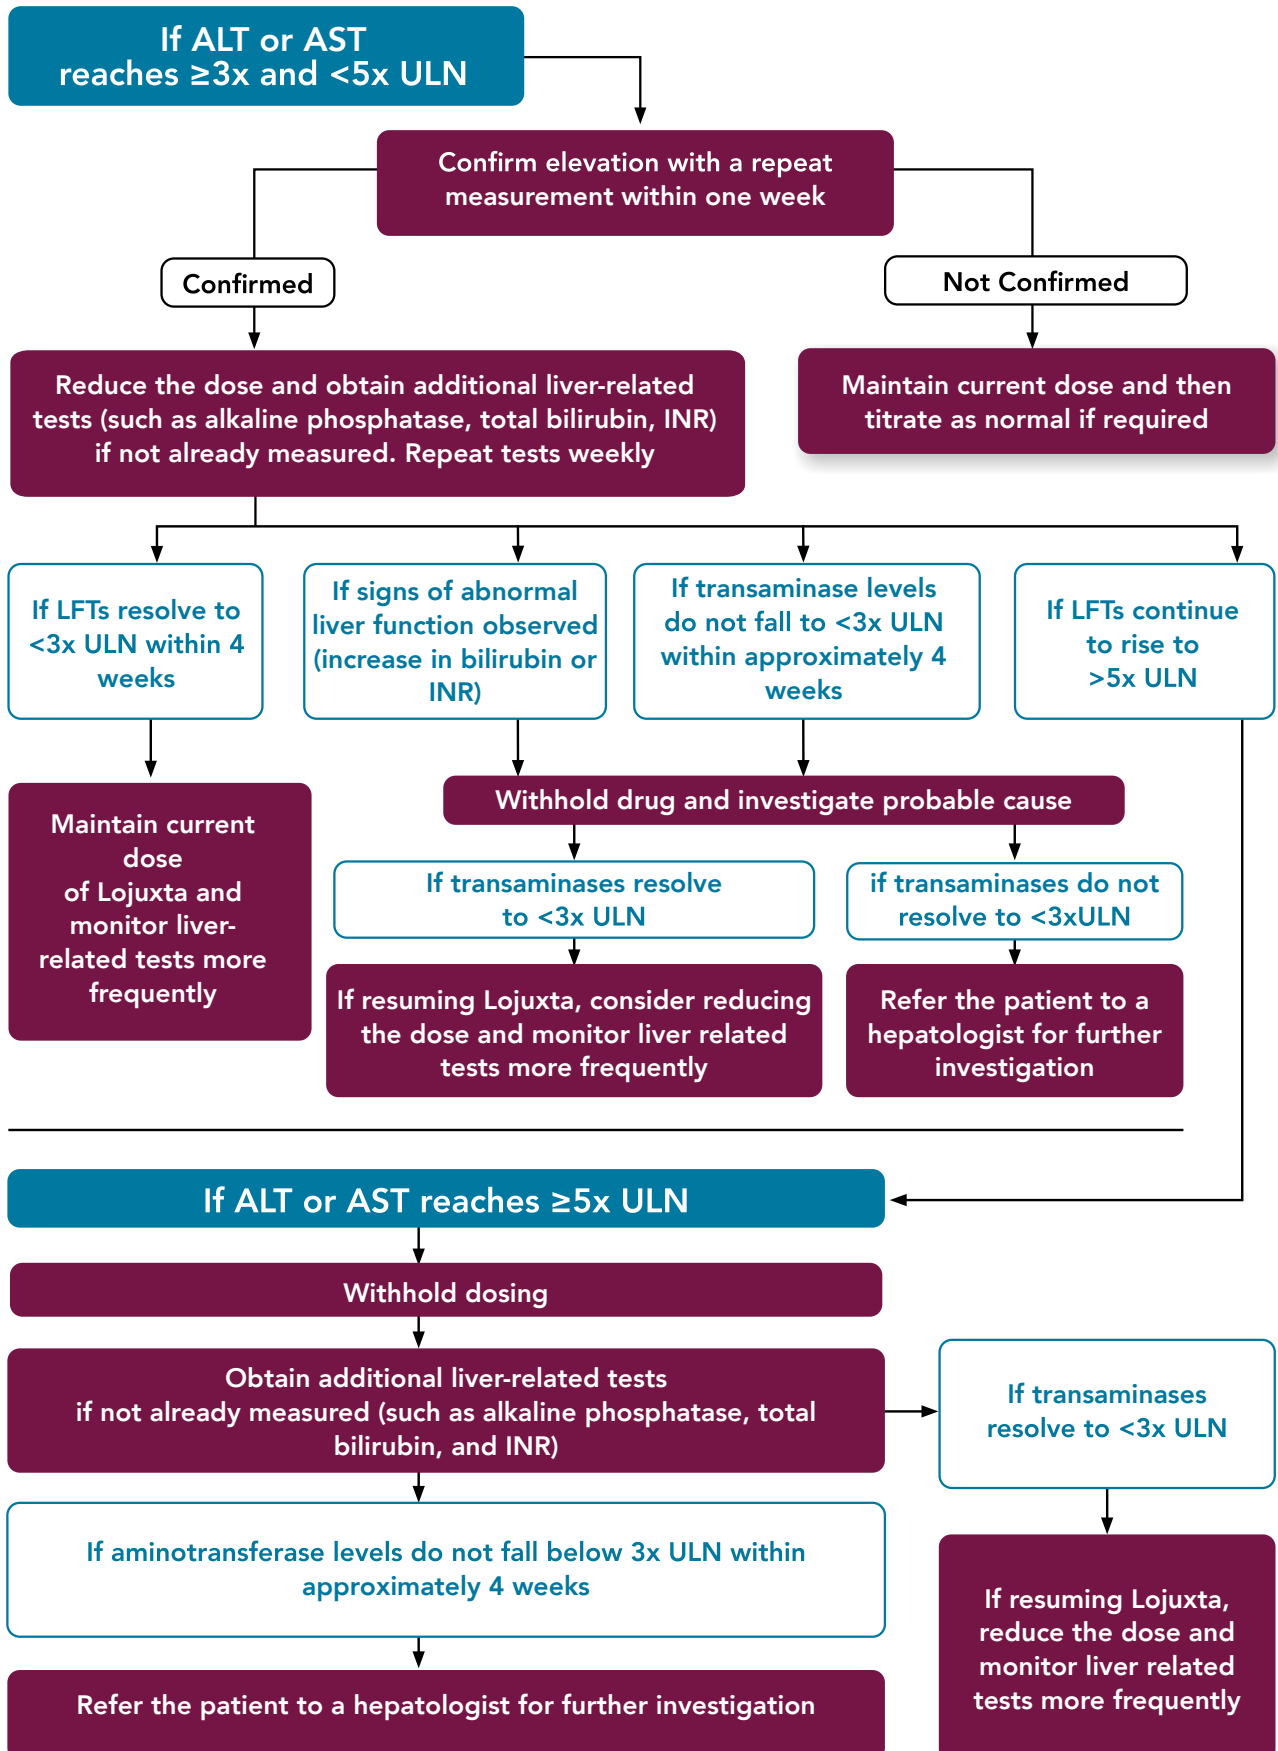 If ALT or AST
reaches ≥3x and <5x ULN
Confirm elevation with a repeat
measurement within one week
Confirmed
Not Confirmed
Reduce the dose and obtain additional liver-related
tests (such as alkaline phosphatase, total bilirubin, INR)
if not already measured. Repeat tests weekly
Maintain current dose and then
titrate as normal if required
If LFTs resolve to
<3x ULN within 4
weeks
If signs of abnormal
liver function observed
(increase in bilirubin or
INR)
If transaminase levels
do not fall to <3x ULN
within approximately 4
weeks
If LFTs continue
to rise to
>5x ULN
Maintain current
dose
of Lojuxta and
monitor liver-
related tests more
frequently
Withhold drug and investigate probable cause
If transaminases resolve
to <3x ULN
if transaminases do not
resolve to <3xULN
If resuming Lojuxta, consider reducing
the dose and monitor liver related
tests more frequently
Refer the patient to a
hepatologist for further
investigation
If ALT or AST reaches ≥5x ULN
Withhold dosing
Obtain additional liver-related tests
if not already measured (such as alkaline phosphatase, total
bilirubin, and INR)
If transaminases
resolve to <3x ULN
If aminotransferase levels do not fall below 3x ULN within
approximately 4 weeks
If resuming Lojuxta,
reduce the dose and
monitor liver related
tests more frequently
Refer the patient to a hepatologist for further investigation